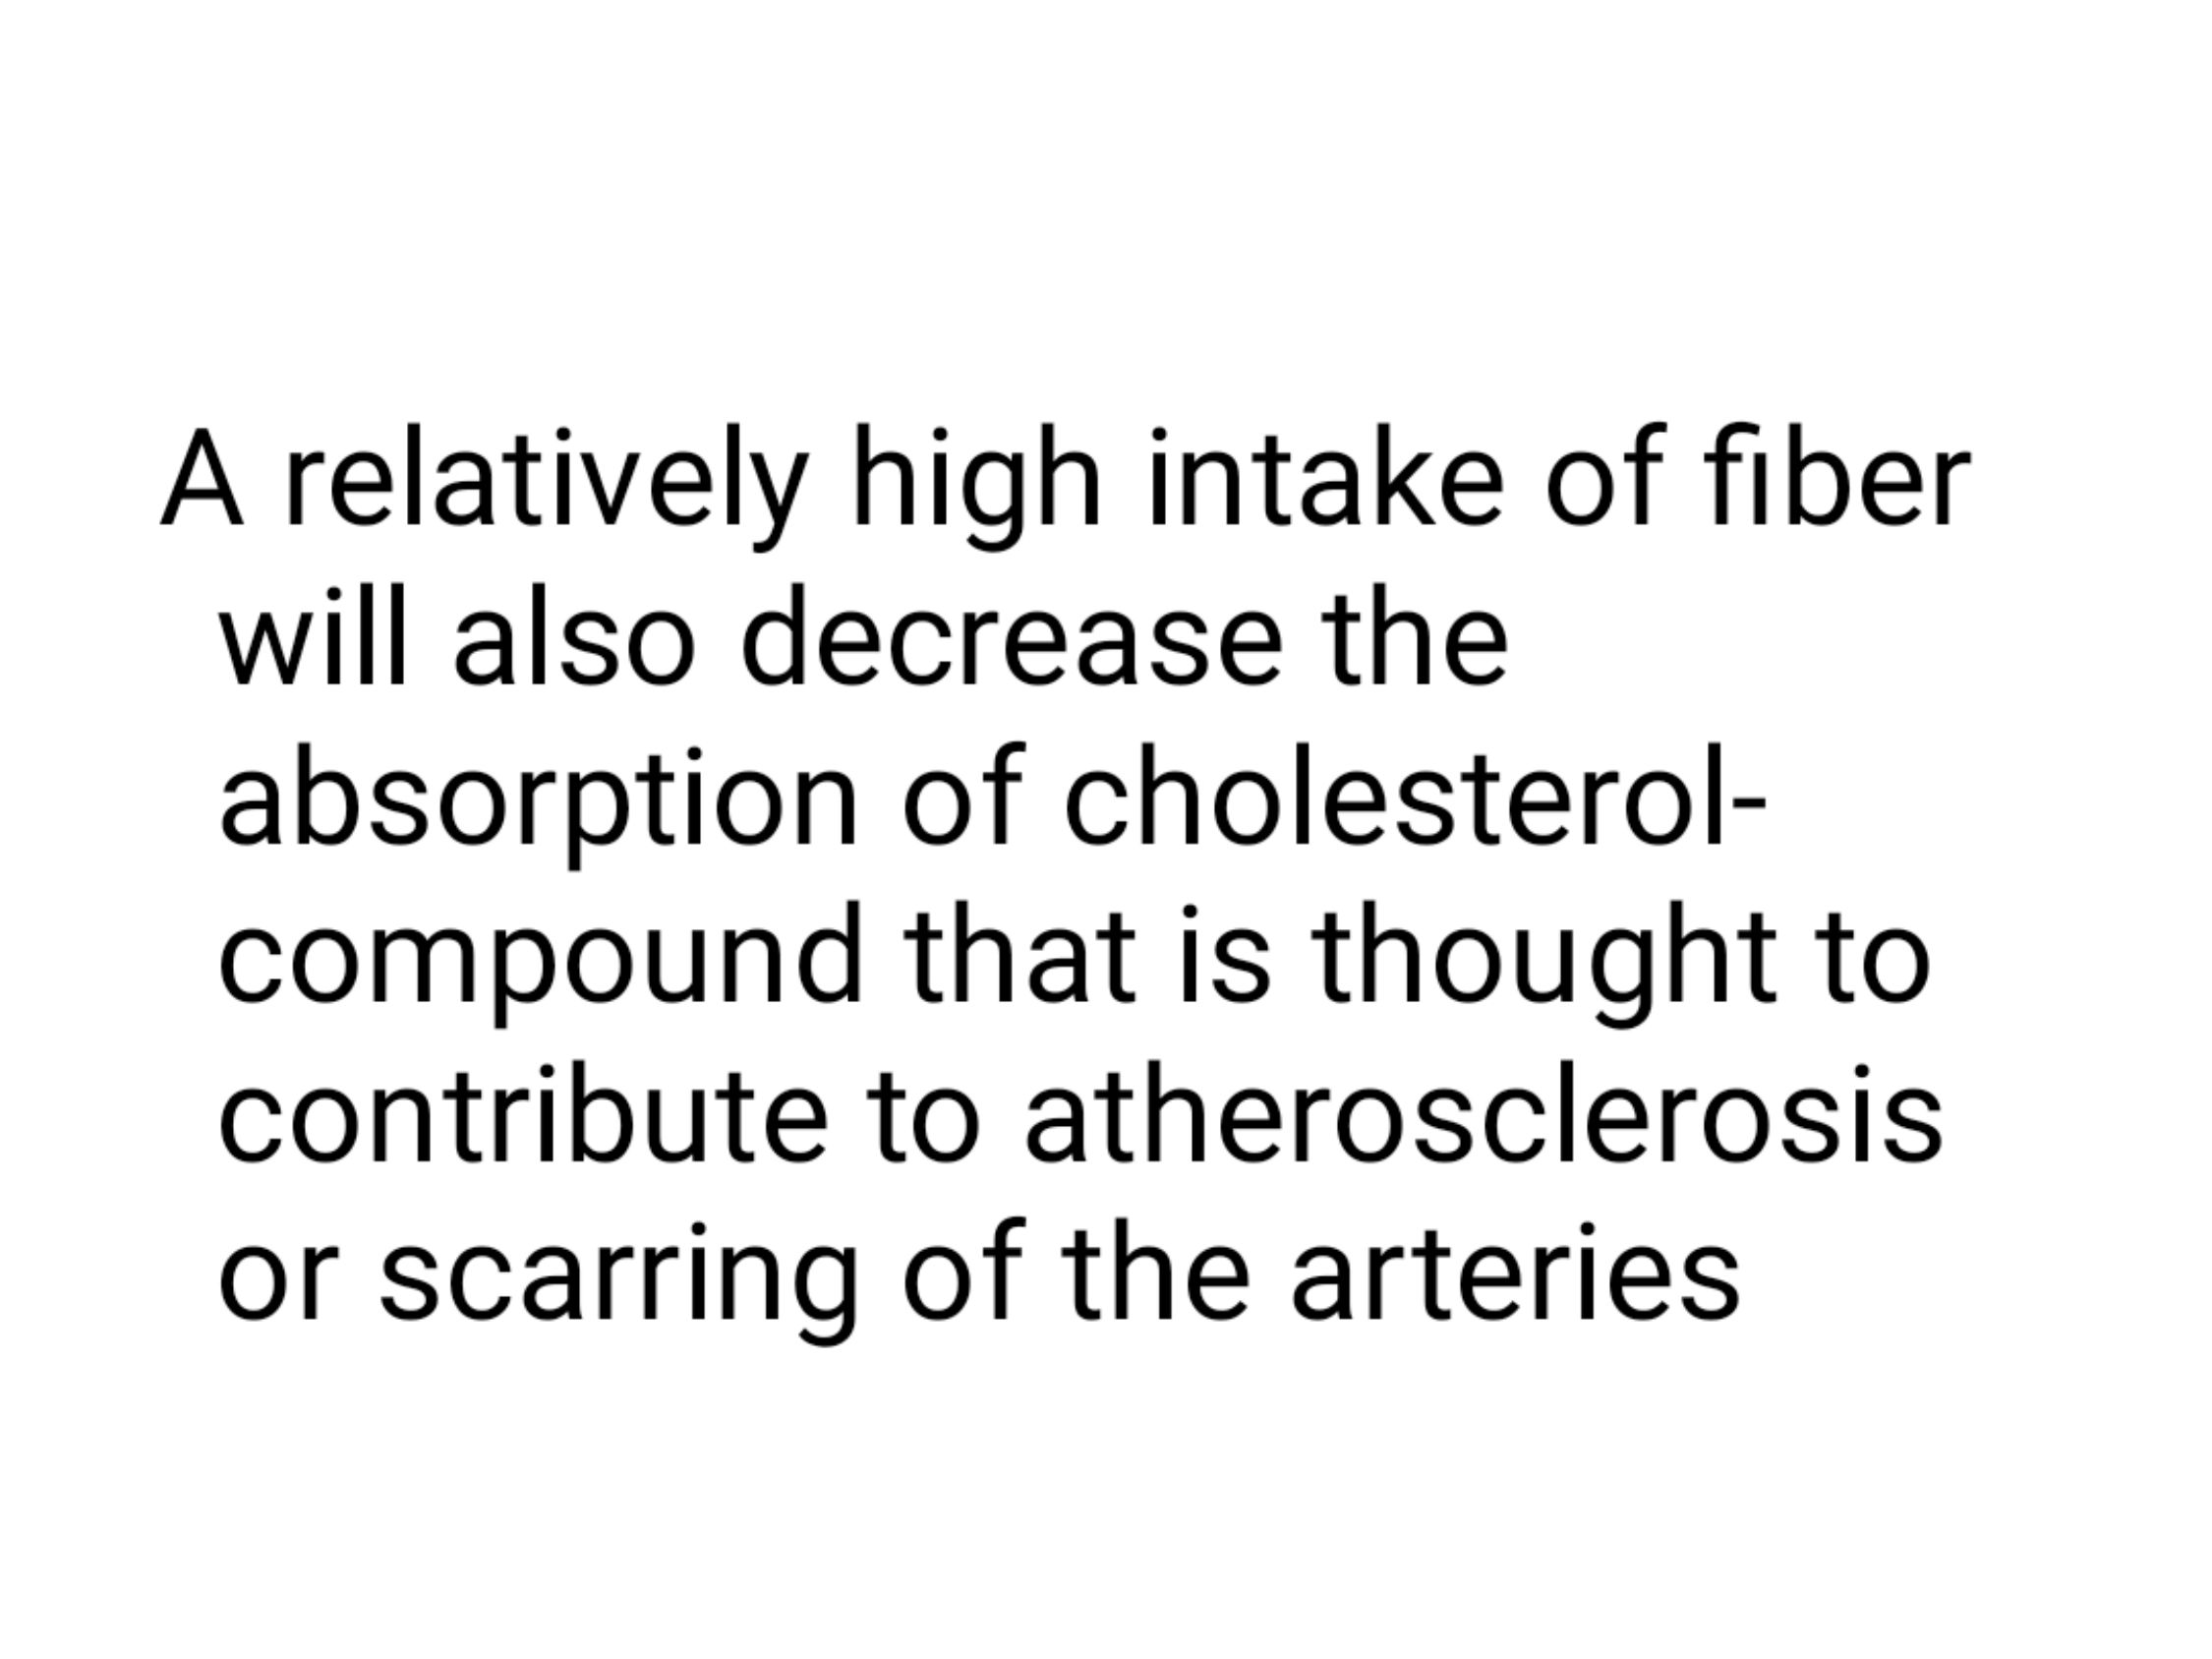 A relatively high intake of fiber
will also decrease the
absorption of cholesterol-
compound that is thought to
contribute to atherosclerosis
or scarring of the arteries